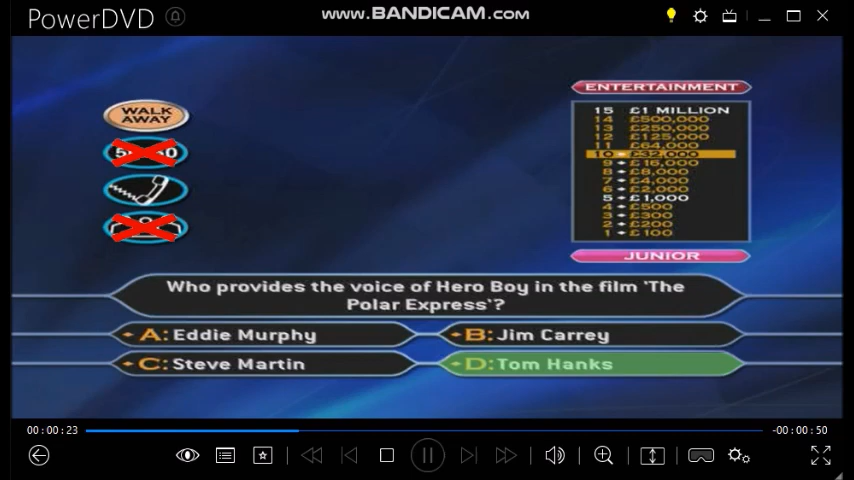 PowerDVD
www.BANDICAM.com
WALK
AWAY
ENTERTAINMENT
15 £1 MILLION
14 £500,000
13 £250,000
12 £125,000
11 £64,000
10 £32,000
9 £16,000
8 £8,000
7 £4,000
6 £2,000
5 £1,000
4 £500
3 £300
2 £200
1 £100
JUNIOR
Who provides the voice of Hero Boy in the film 'The
Polar Express'?
A: Eddie Murphy
B: Jim Carrey
C: Steve Martin
D: Tom Hanks
00:00:23
-00:00:50